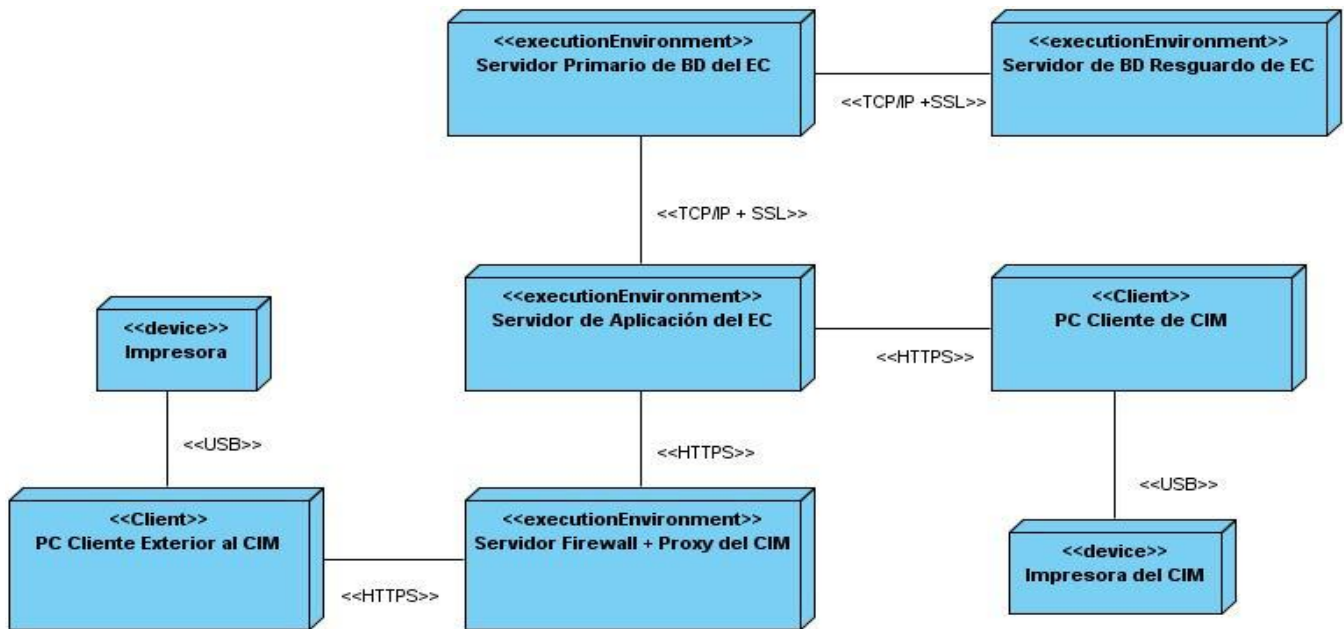 <<executionEnvironment>>
Servidor Primario de BD del EC
<<executionEnvironment>>
Servidor de BD Resguardo de EC
<<TCP/IP +SSL>>
<<TCP/IP + SSL>>
<<device>>
Impresora
<<executionEnvironment>>
Servidor de Aplicación del EC
<<Client>>
PC Cliente de CIM
<<HTTPS>>
<<USB>>
<<HTTPS>>
<<USB>>
<<Client>>
PC Cliente Exterior al CIM
<<executionEnvironment>>
Servidor Firewall + Proxy del CIM
<<device>>
Impresora del CIM
<<HTTPS>>